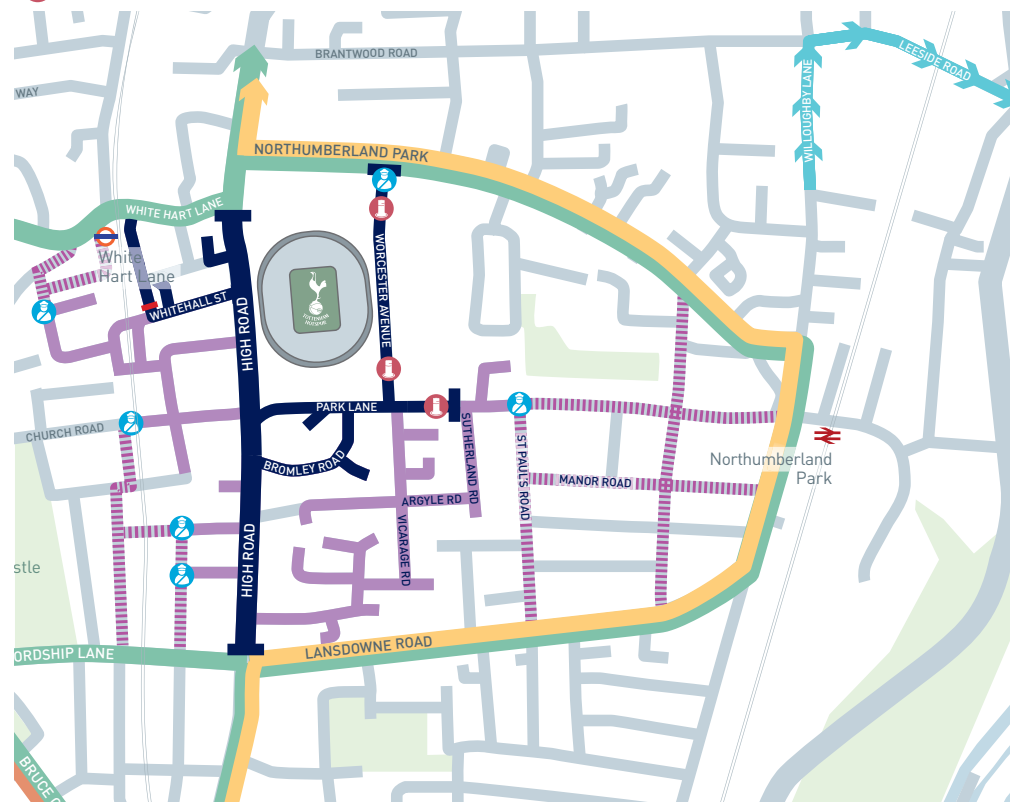 BRANTWOOD ROAD
LEESIDE ROAD
WAY
WILLOUGHBY LANE
NORTHUMBERLAND PARK
WHITE HART LANE
White
Hart Lane
WORCESTER AVENUE
WHITEHALL ST
HIGH ROAD
TOTTENHAM
HOTSPUR
PARK LANE
CHURCH ROAD
SUTHERLAND RD
ST PAUL'S ROAD
BROMLEY ROAD
Northumberland
Park
MANOR ROAD
ARGYLE RD
VICARAGE RD
HIGH ROAD
stle
LANSDOWNE ROAD
ORDSHIP LANE